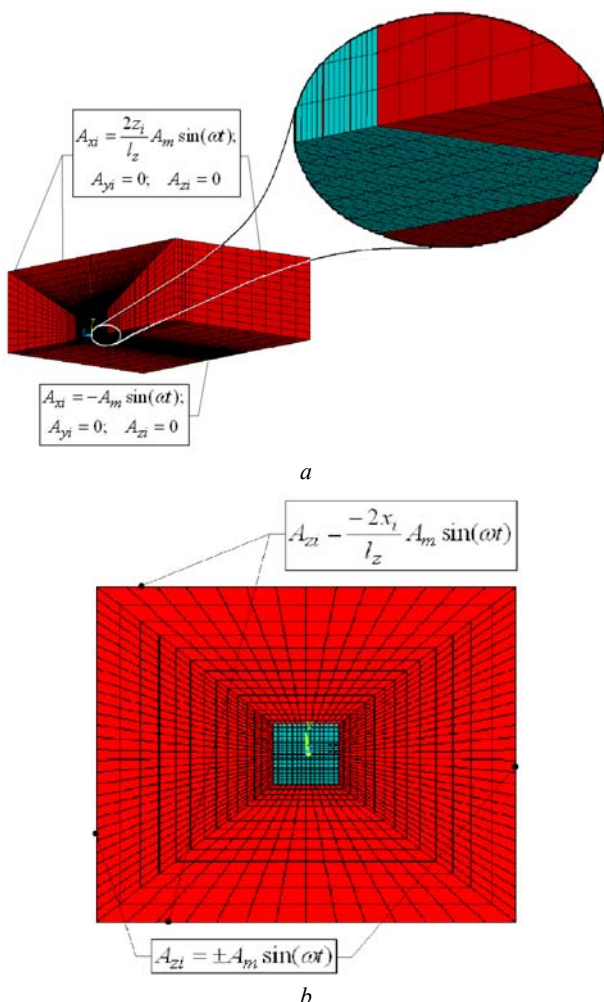 A_{xi} = \frac{2z_i}{l_z} A_m \sin(\omega t);
A_{yi} = 0; A_{zi} = 0
A_{xi} = -A_m \sin(\omega t);
A_{yi} = 0; A_{zi} = 0
a
A_{zi} - \frac{-2x_i}{l_z} A_m \sin(\omega t)
A_{zi} = \pm A_m \sin(\omega t)
b